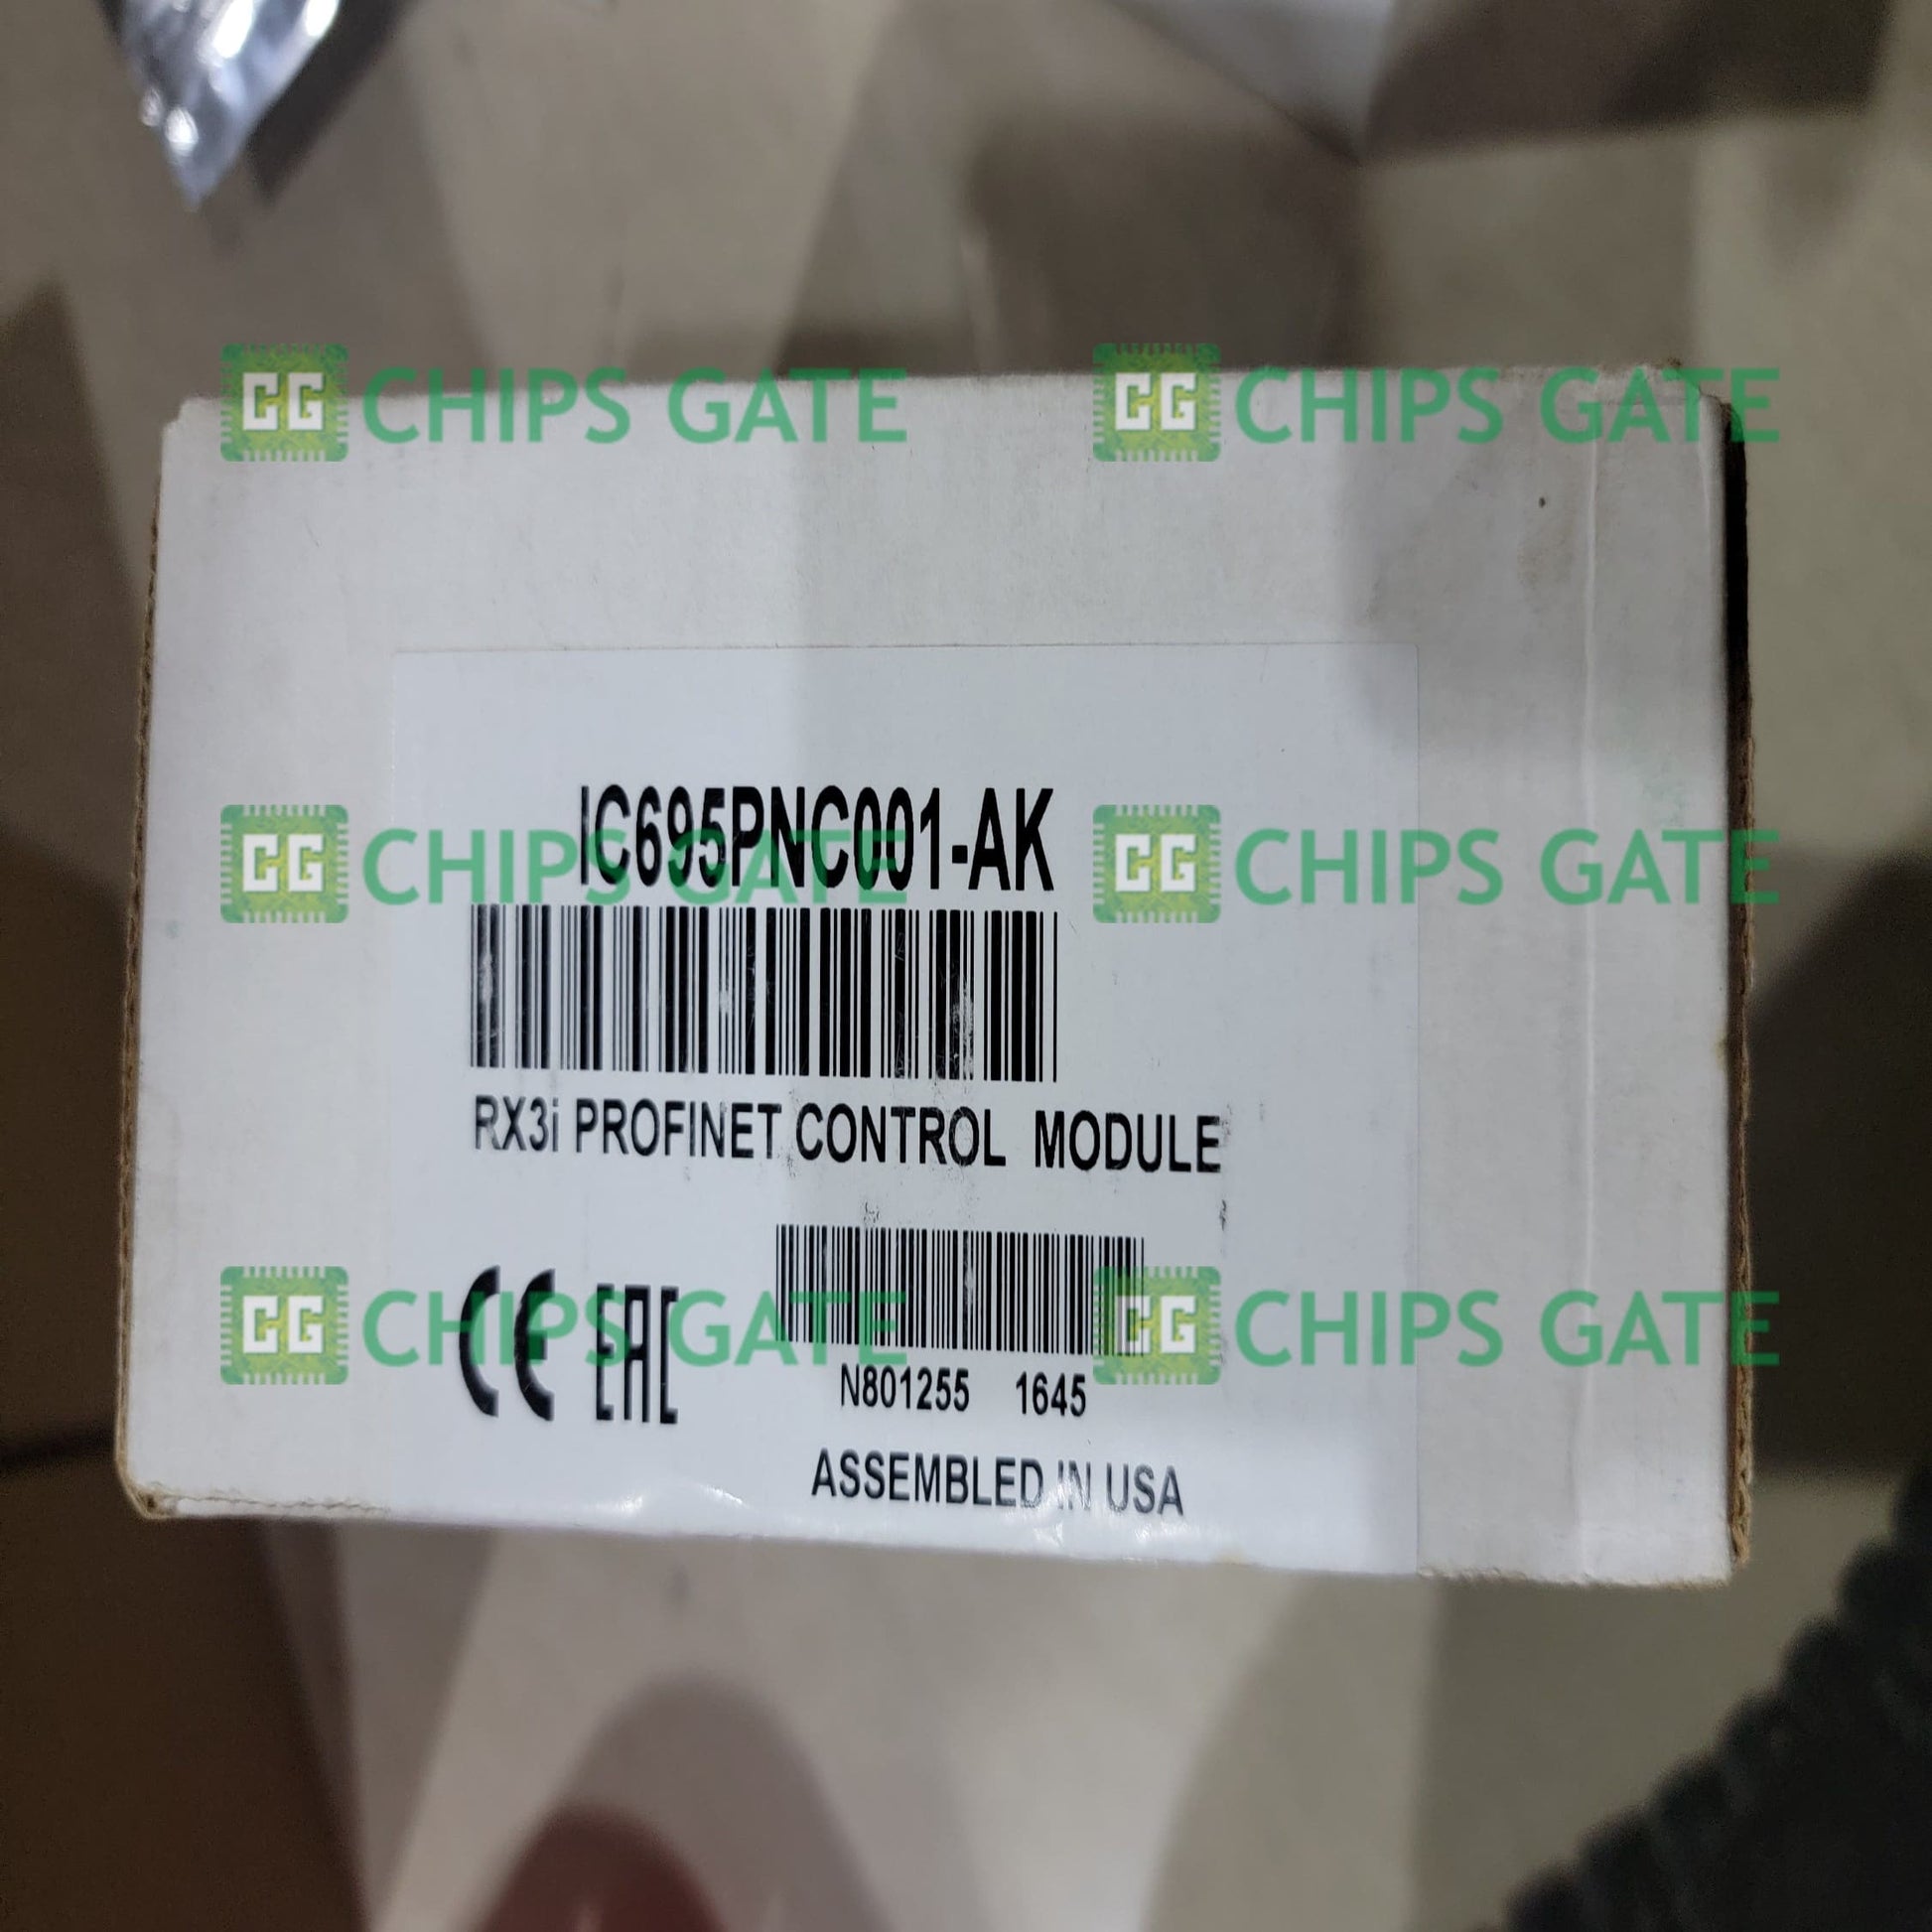 CG CHIPS GATE CG CHIPS GATE
IC695PNC001-AK
CG CHIPS GATE CG CHIPS GATE
RX3i PROFINET CONTROL MODULE
CG CHIPS GATE CG CHIPS GATE
CE EAC
N801255 1645
ASSEMBLED IN USA